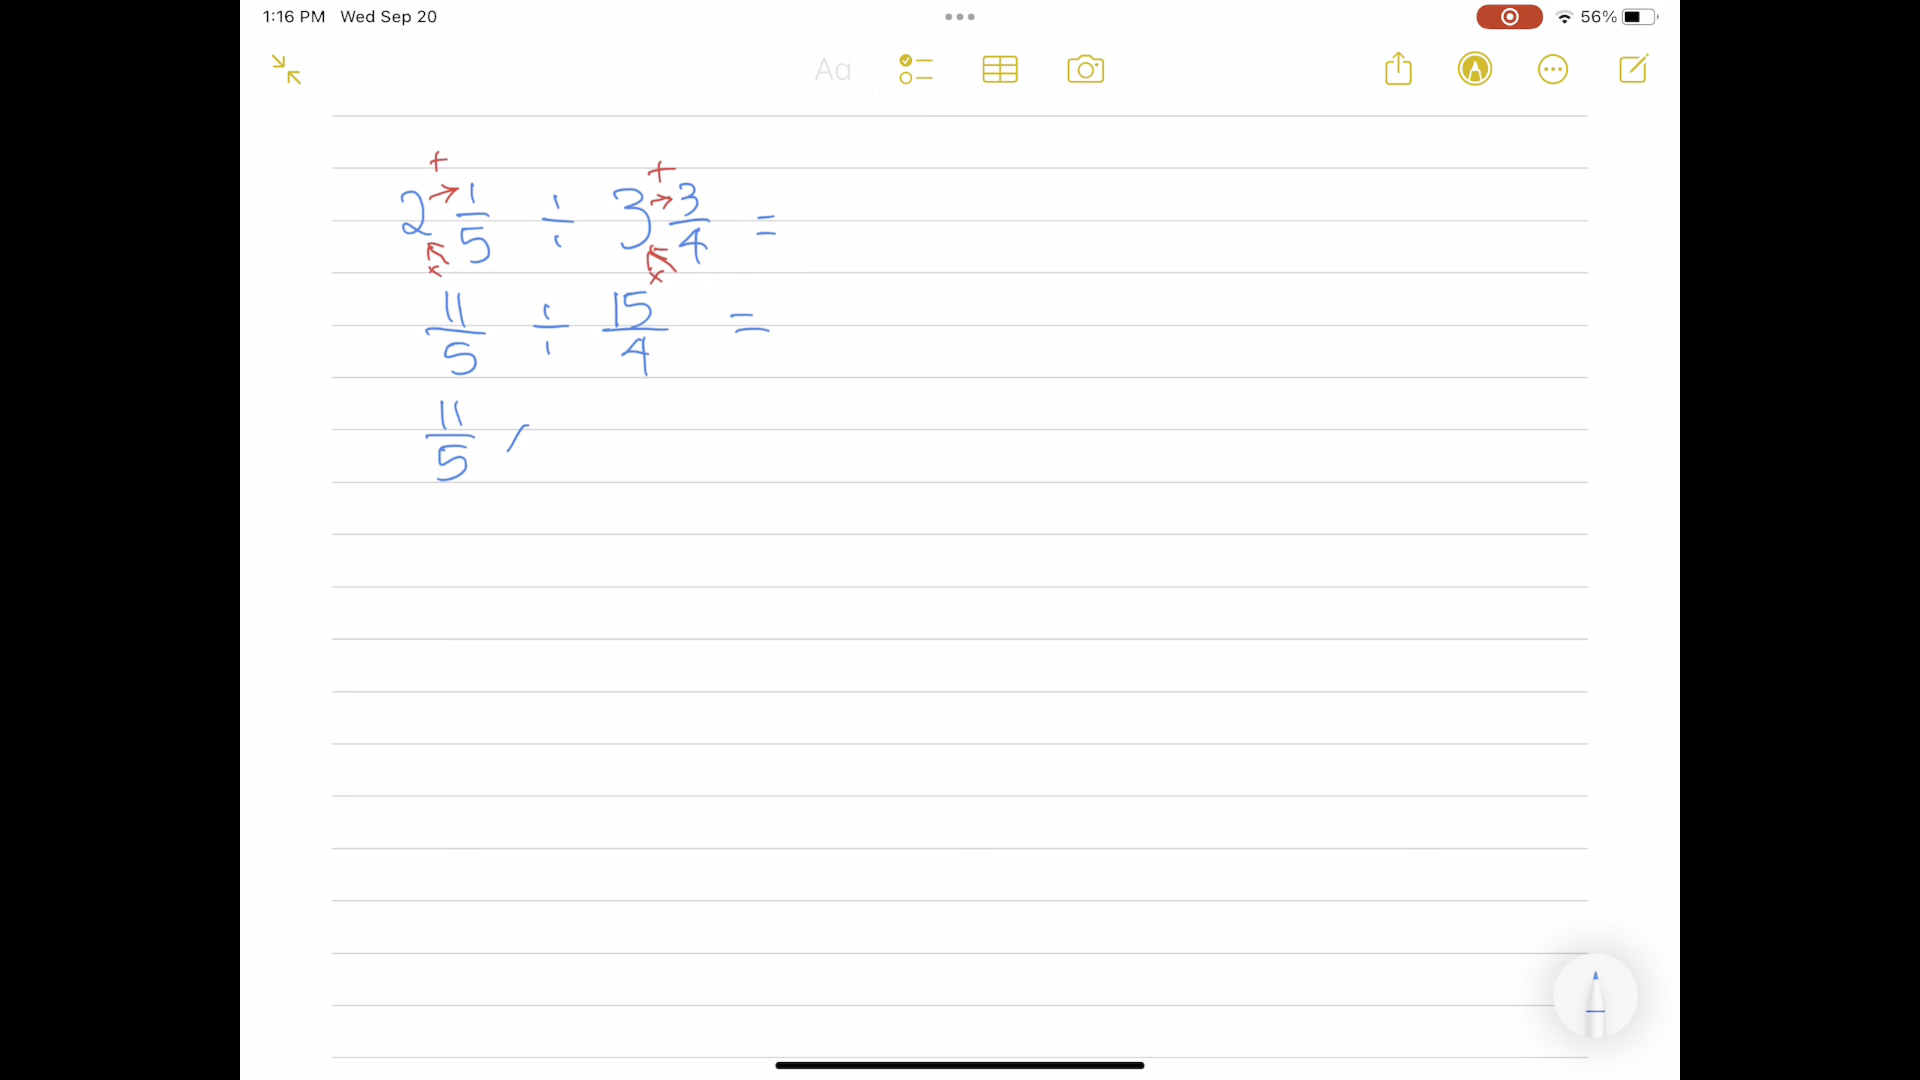 1:16 PM Wed Sep 20
56%
Aa
+ +
2 1/5 ÷ 3 3/4 =
x x
11/5 ÷ 15/4 =
11/5 /